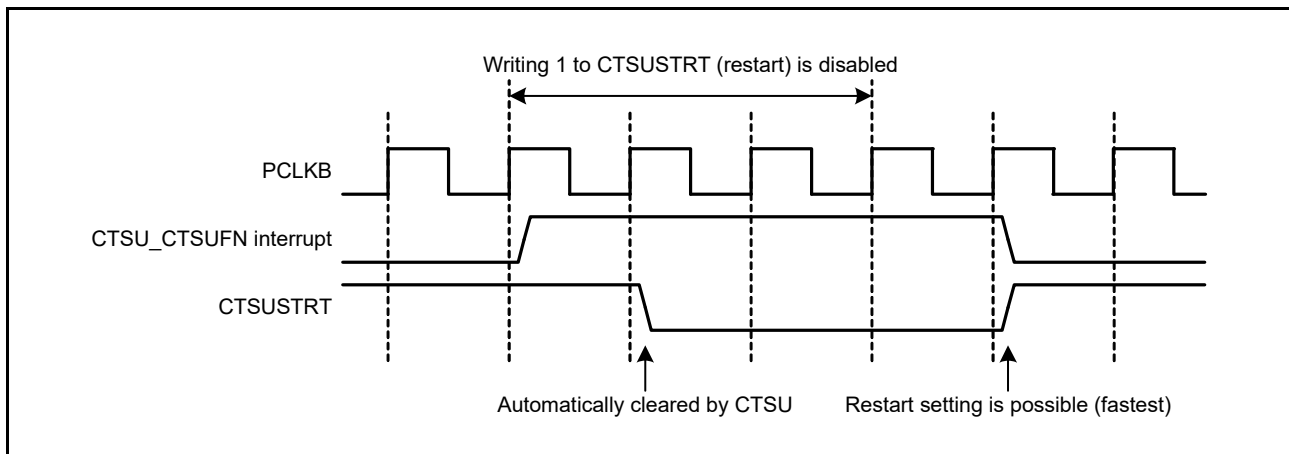 Writing 1 to CTSUSTRT (restart) is disabled
PCLKB
CTSU_CTSUFN interrupt
CTSUSTRT
Automatically cleared by CTSU
Restart setting is possible (fastest)